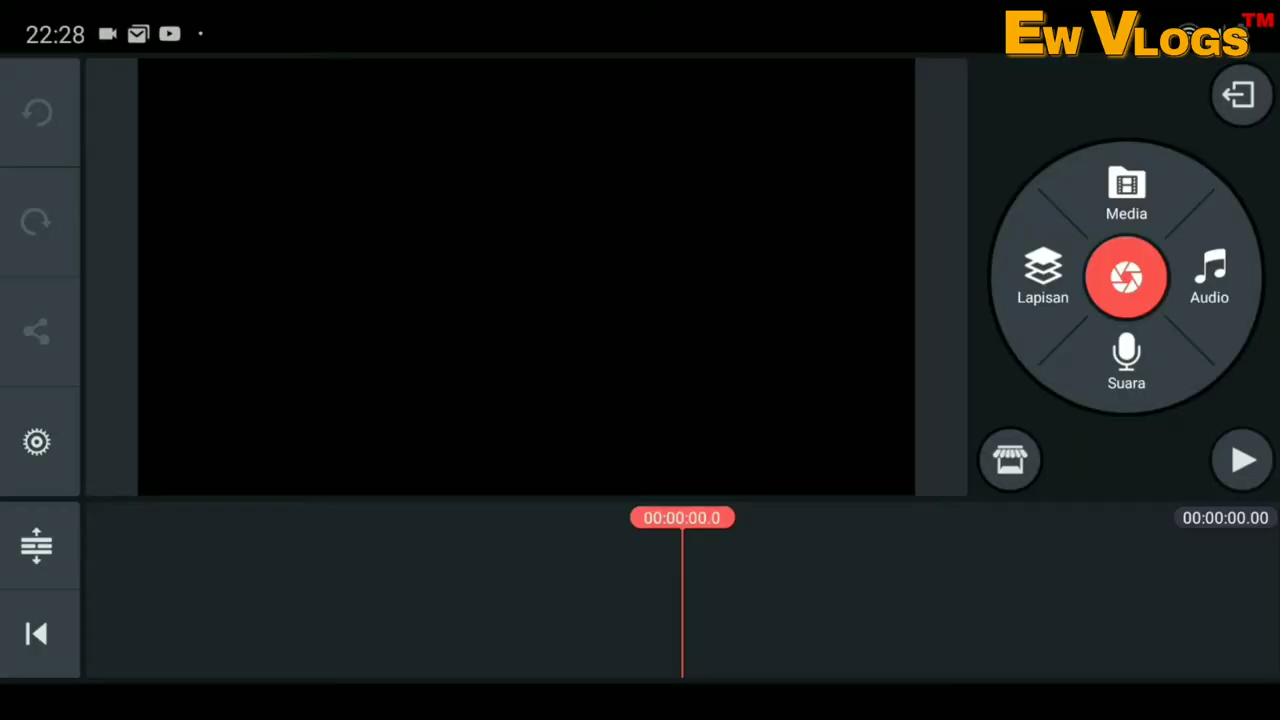 22:28
EW VLOGS™
Media
Lapisan
Audio
Suara
00:00:00.0
00:00:00.00